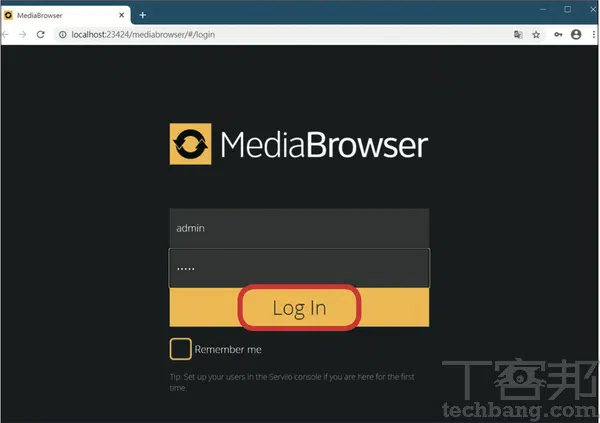 MediaBrowser
localhost:23424/mediabrowser/#/login
MediaBrowser
admin
•••••
Log In
Remember me
Tip: Set up your users in the Serviio console if you are here for the first
time.
T客邦
techbang.com